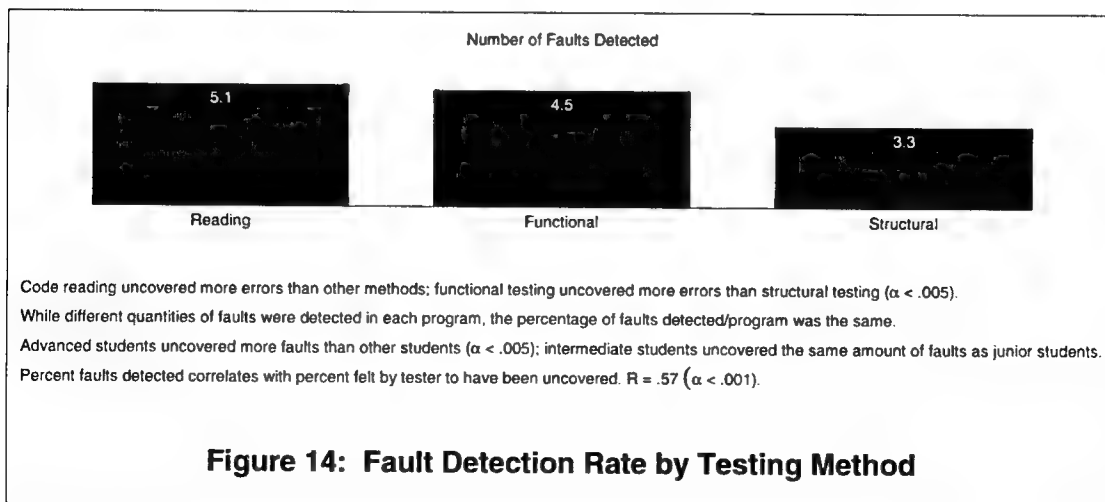 Number of Faults Detected
5.1
4.5
3.3
Reading
Functional
Structural
Code reading uncovered more errors than other methods; functional testing uncovered more errors than structural testing (α < .005).
While different quantities of faults were detected in each program, the percentage of faults detected/program was the same.
Advanced students uncovered more faults than other students (α < .005); intermediate students uncovered the same amount of faults as junior students.
Percent faults detected correlates with percent felt by tester to have been uncovered. R = .57 (α < .001).
Figure 14: Fault Detection Rate by Testing Method